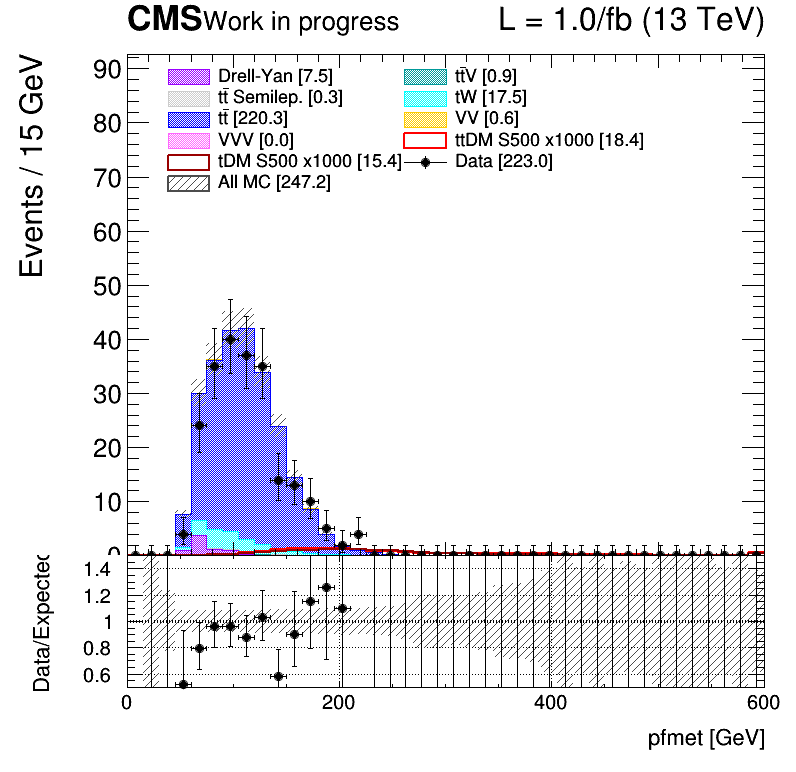 CMS Work in progress L = 1.0/fb (13 TeV)
Events / 15 GeV
90
80
70
60
50
40
30
20
10
0
Drell-Yan [7.5] tt̄V [0.9]
tt̄ Semilep. [0.3] tW [17.5]
tt̄ [220.3] VV [0.6]
VVV [0.0] ttDM S500 x1000 [18.4]
tDM S500 x1000 [15.4] Data [223.0]
All MC [247.2]
Data/Expected
1.4
1.2
1
0.8
0.6
0 200 400 600
pfmet [GeV]